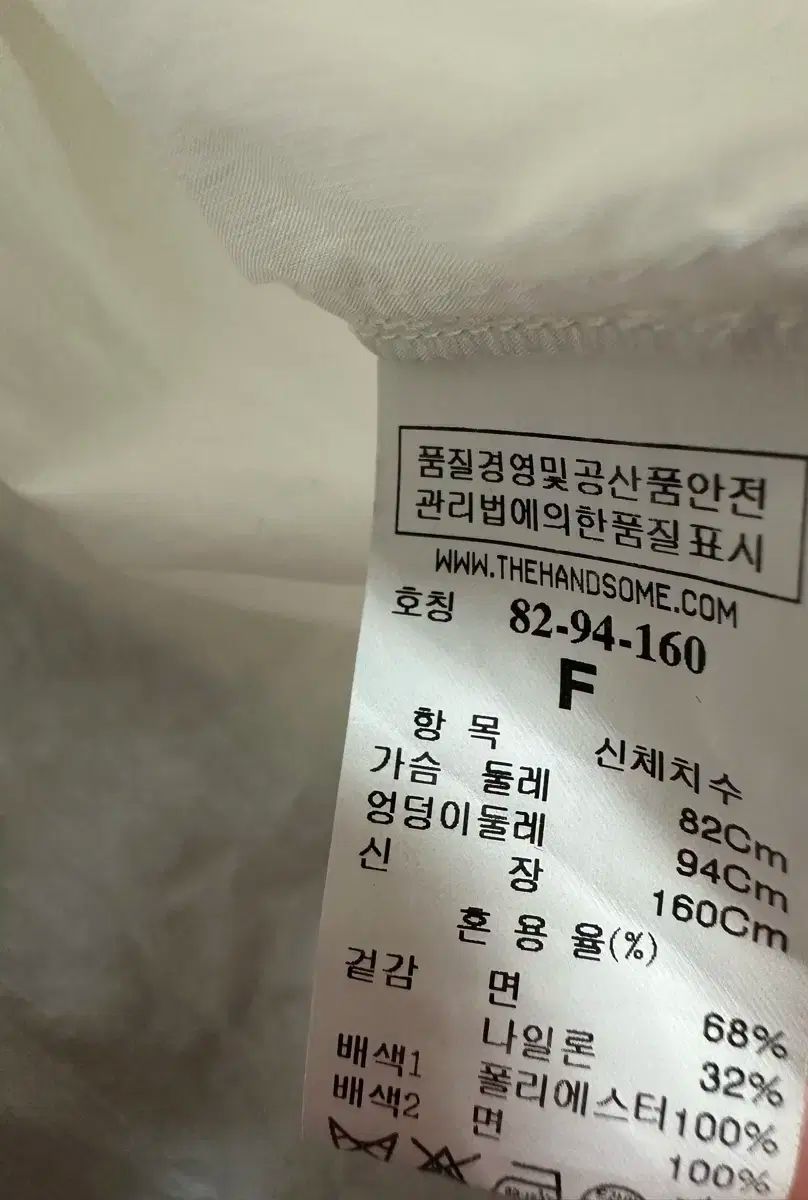 품질경영및공산품안전
관리법에의한품질표시
WWW.THEHANDSOME.COM
호칭 82-94-160
F
항 목 신체치수
가슴 둘레 82Cm
엉덩이둘레 94Cm
신 장 160Cm
혼 용 율(%)
겉감 면 68%
나일론 32%
배색1 폴리에스터100%
배색2 면 100%